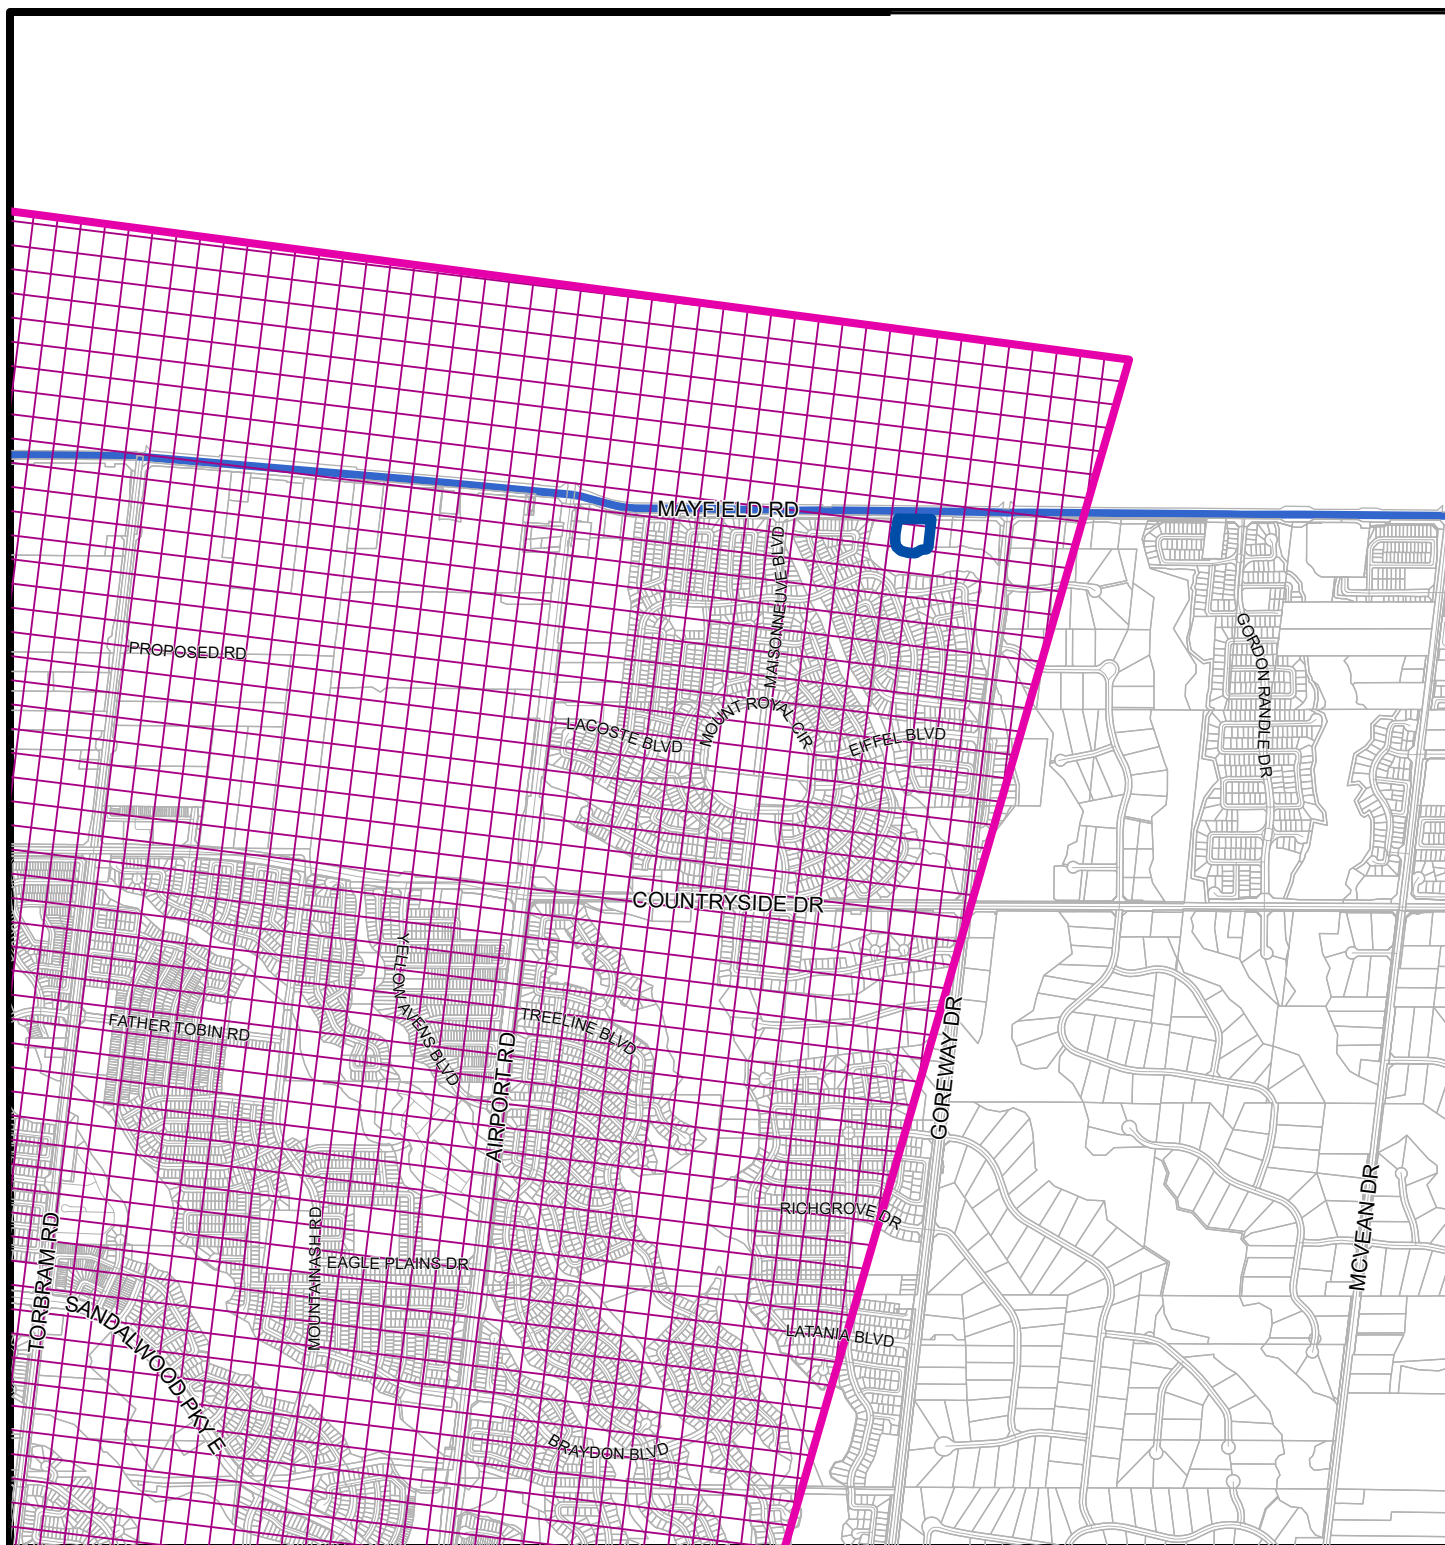 MAYFIELD RD
MAISONNEUVE BLVD
GORDON RANDLE DR
PROPOSED RD
LACOSTE BLVD
MOUNT ROYAL CIR
EIFFEL BLVD
COUNTRYSIDE DR
YELLOW AVENS BLVD
FATHER TOBIN RD
TREELINE BLVD
AIRPORT RD
GOREWAY DR
RICHGROVE DR
MCVEAN DR
TORBRAM RD
MOUNTAINASH RD
EAGLE PLAINS DR
SANDALWOOD PKY E
LATANIA BLVD
BRAYDON BLVD